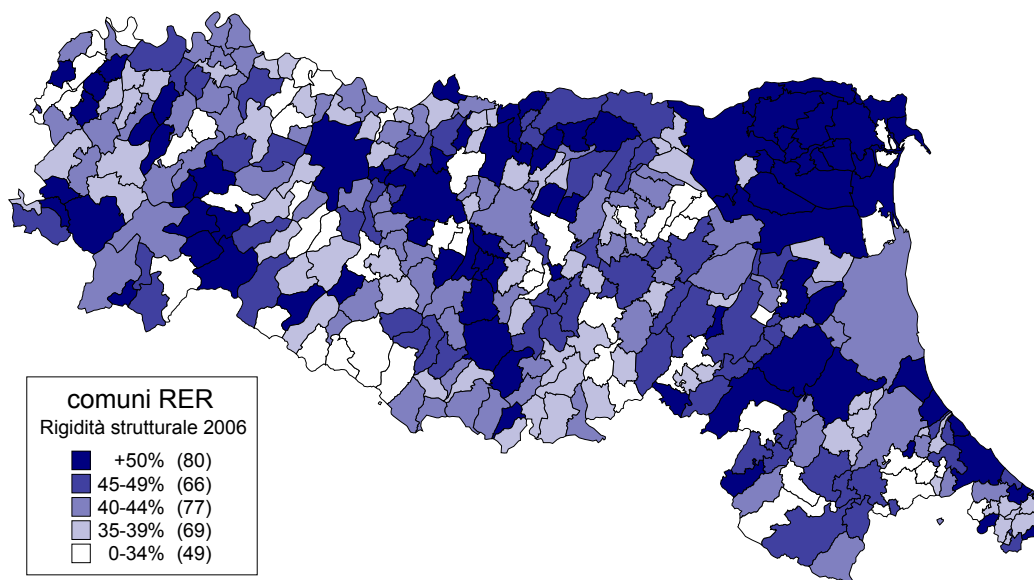 comuni RER
Rigidità strutturale 2006
+50% (80)
45-49% (66)
40-44% (77)
35-39% (69)
0-34% (49)